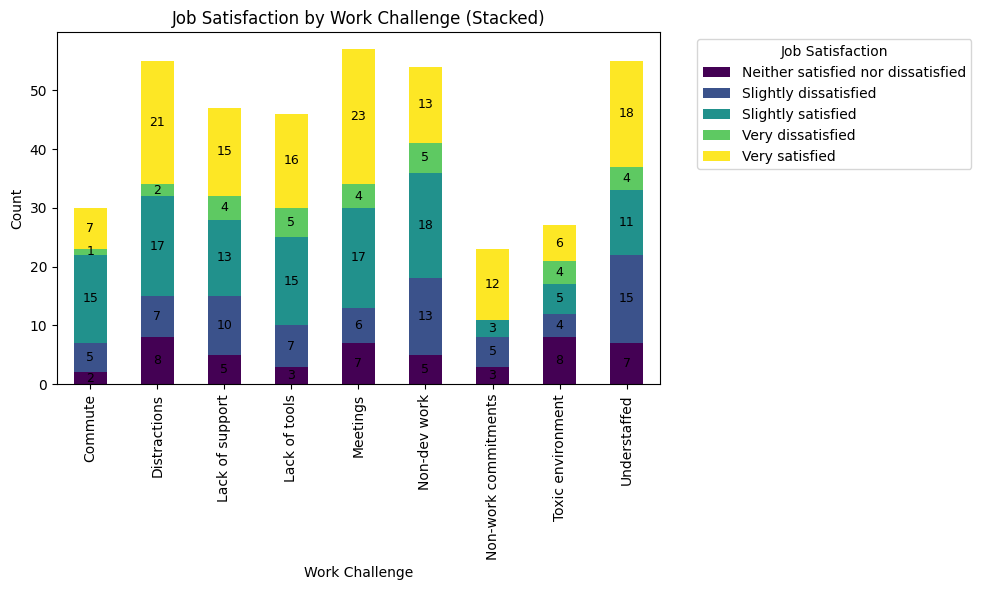 Job Satisfaction by Work Challenge (Stacked)
Job Satisfaction
Neither satisfied nor dissatisfied
Slightly dissatisfied
Slightly satisfied
Very dissatisfied
Very satisfied
Count
50
40
30
20
10
0
7
1
15
5
2
21
2
17
7
8
15
4
13
10
5
16
5
15
7
3
23
4
17
6
7
13
5
18
13
5
12
3
5
3
6
4
5
4
8
18
4
11
15
7
Commute
Distractions
Lack of support
Lack of tools
Meetings
Non-dev work
Non-work commitments
Toxic environment
Understaffed
Work Challenge